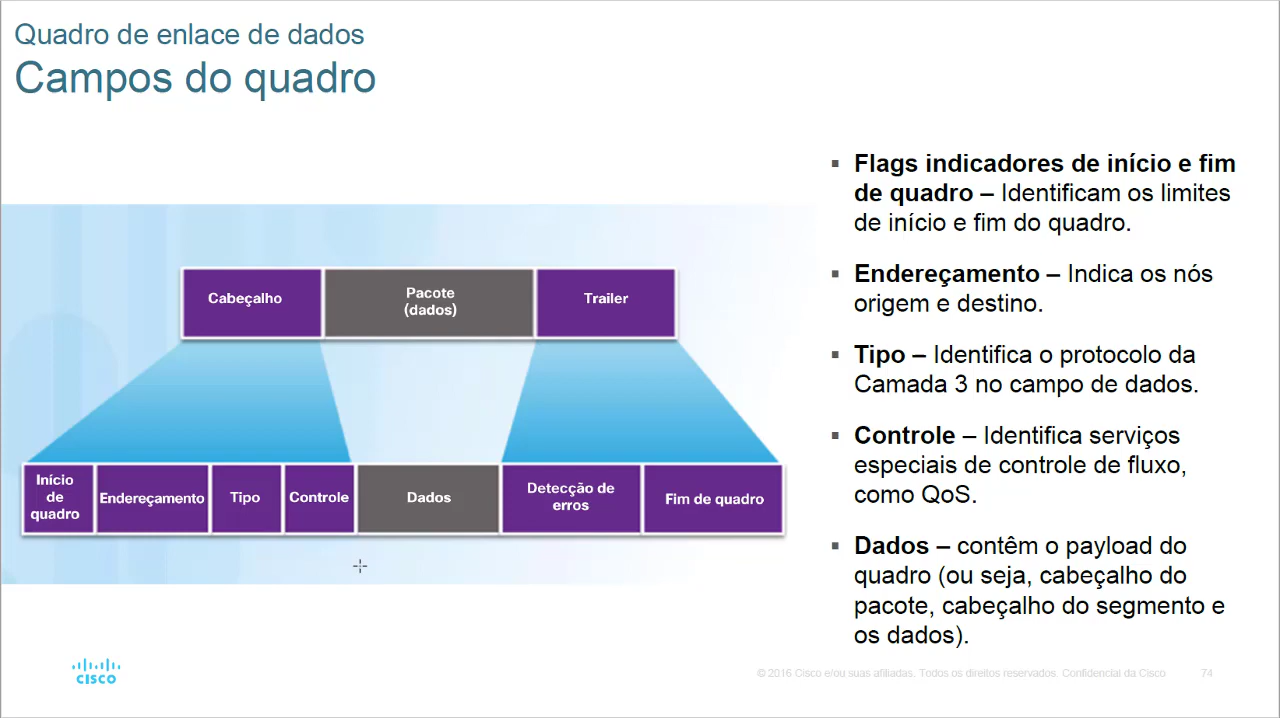 Quadro de enlace de dados
Campos do quadro
Cabeçalho
Pacote
(dados)
Trailer
Início
de
quadro
Endereçamento
Tipo
Controle
Dados
Detecção de
erros
Fim de quadro
▪ Flags indicadores de início e fim
de quadro – Identificam os limites
de início e fim do quadro.
▪ Endereçamento – Indica os nós
origem e destino.
▪ Tipo – Identifica o protocolo da
Camada 3 no campo de dados.
▪ Controle – Identifica serviços
especiais de controle de fluxo,
como QoS.
▪ Dados – contêm o payload do
quadro (ou seja, cabeçalho do
pacote, cabeçalho do segmento e
os dados).
CISCO
© 2016 Cisco e/ou suas afiliadas. Todos os direitos reservados. Confidencial da Cisco
74